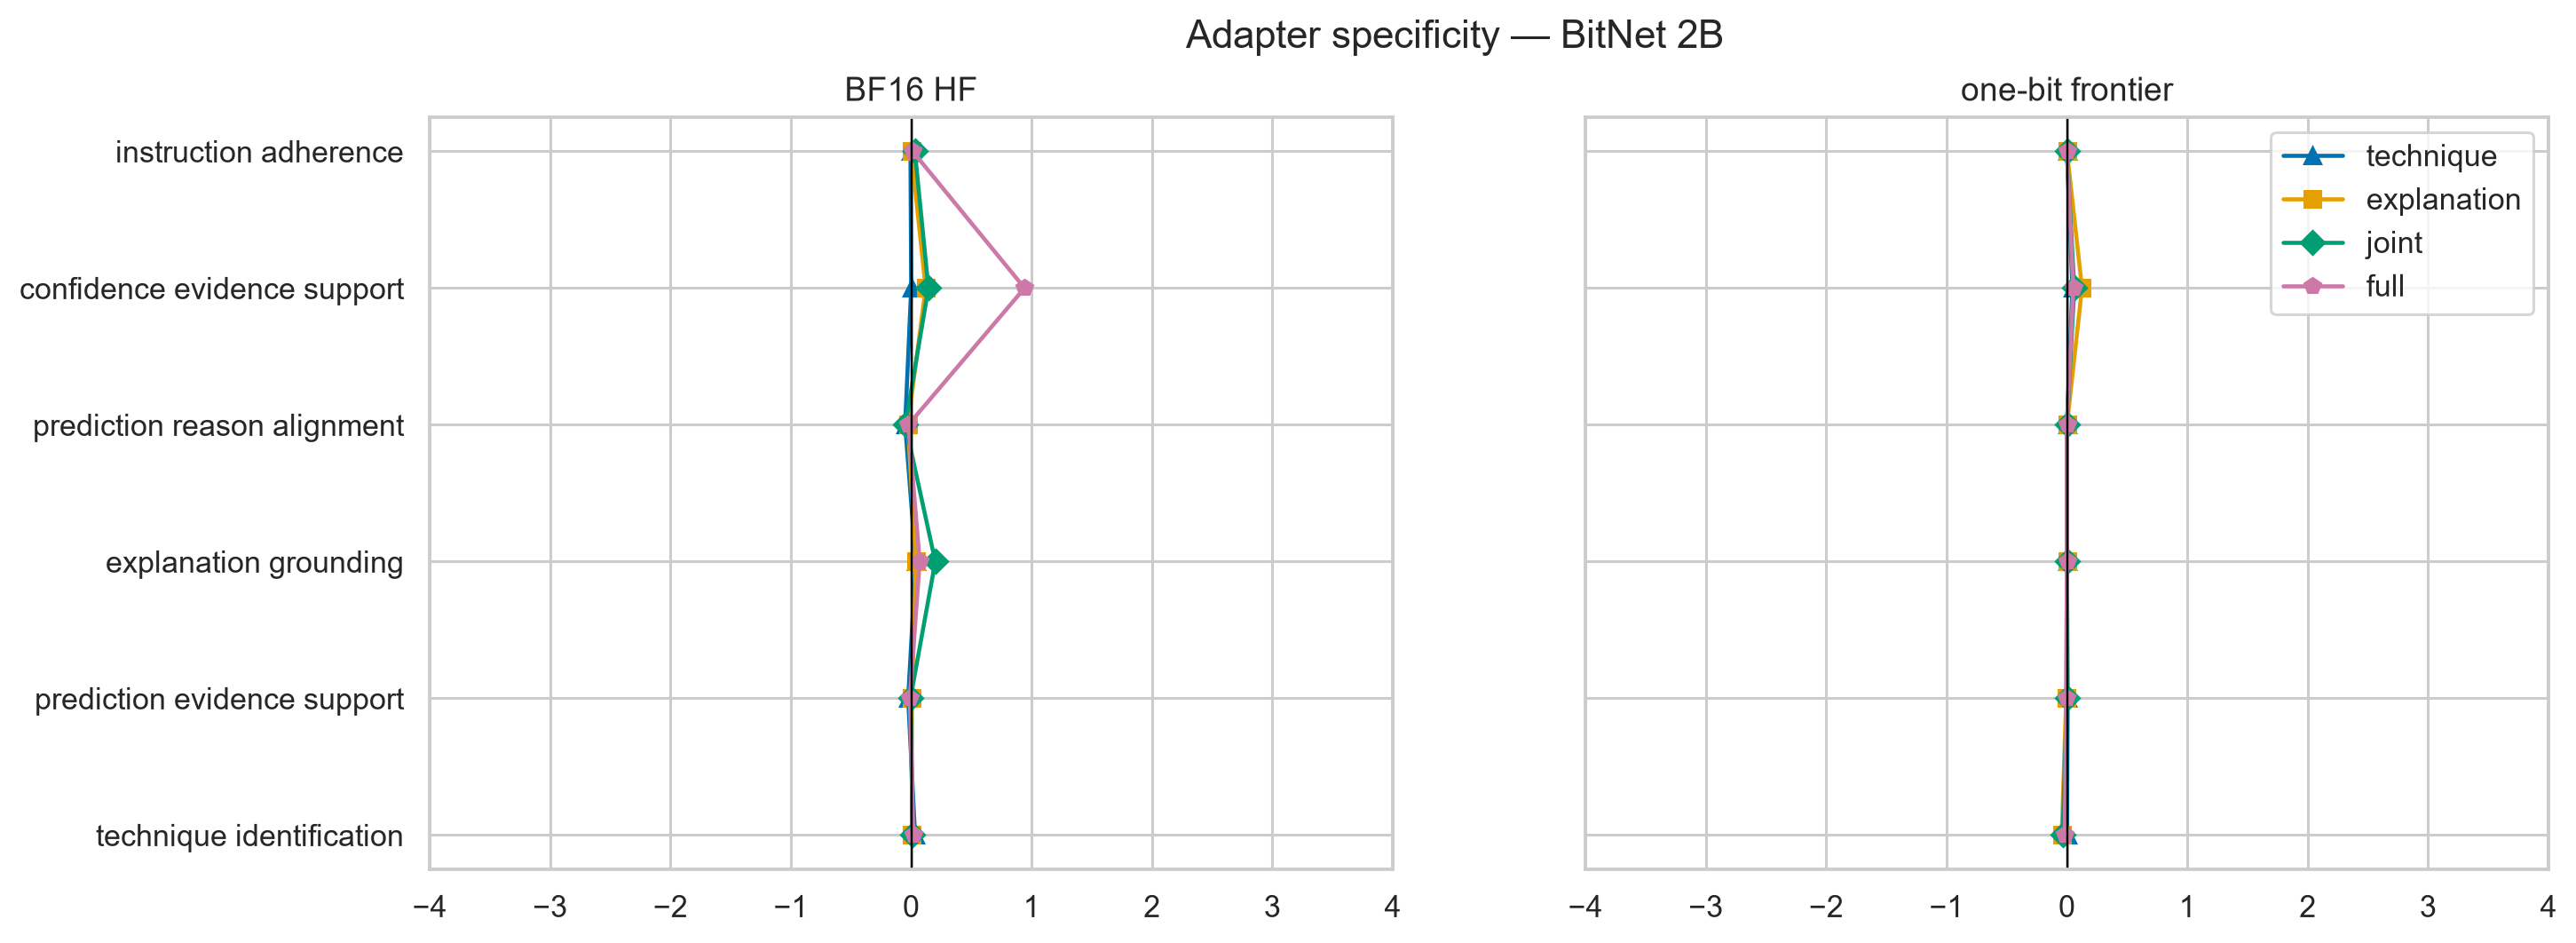 Adapter specificity — BitNet 2B
BF16 HF
one-bit frontier
instruction adherence
confidence evidence support
prediction reason alignment
explanation grounding
prediction evidence support
technique identification
technique
explanation
joint
full
−4 −3 −2 −1 0 1 2 3 4
−4 −3 −2 −1 0 1 2 3 4